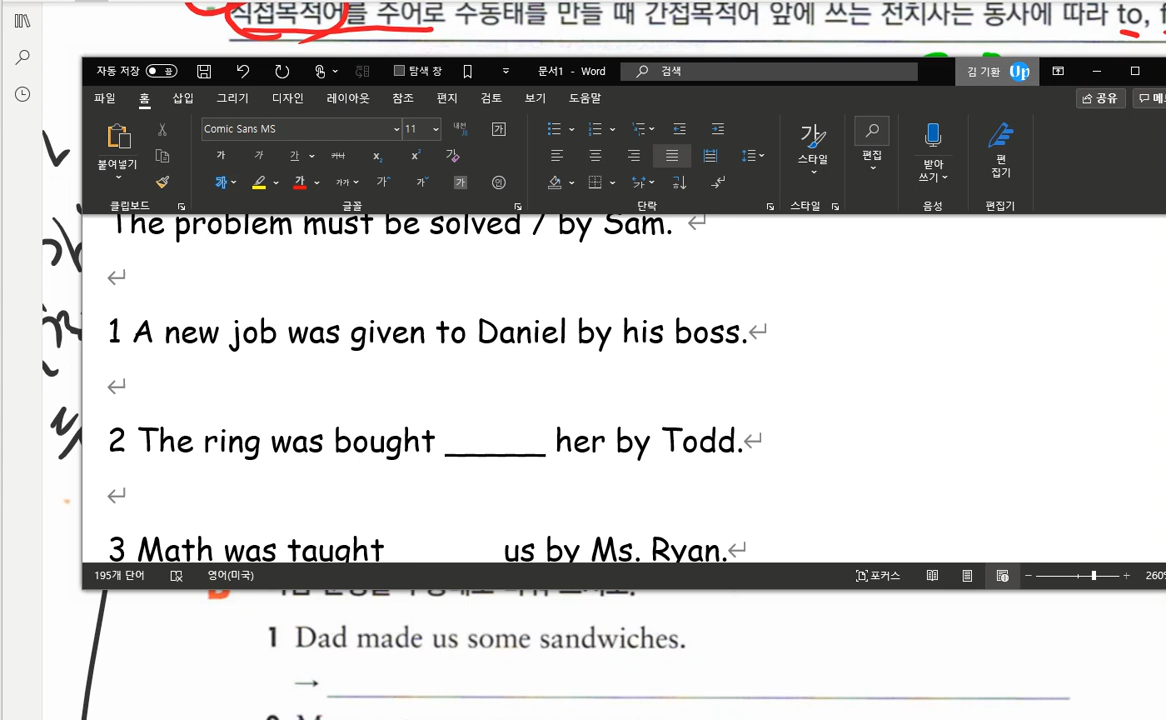 직접목적어를 주어로 수동태를 만들 때 간접목적어 앞에 쓰는 전치사는 동사에 따라 to,
자동 저장 끔 탐색 창 문서1 - Word 검색 김 기환 Up
파일 홈 삽입 그리기 디자인 레이아웃 참조 편지 검토 보기 도움말 공유
Comic Sans MS 11
붙여넣기 스타일 편집 받아쓰기 편집기
클립보드 글꼴 단락 스타일 음성 편집기
The problem must be solved / by Sam.
1 A new job was given to Daniel by his boss.
2 The ring was bought _____ her by Todd.
3 Math was taught us by Ms. Ryan.
195개 단어 영어(미국) 포커스 260%
1 Dad made us some sandwiches.
→